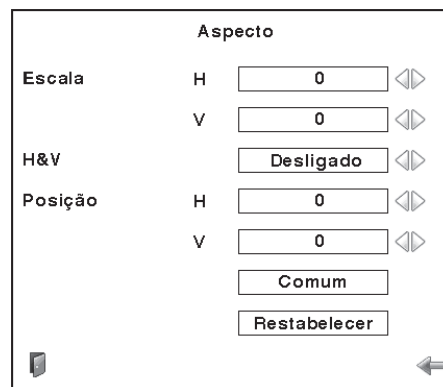 Aspecto
Escala H 0
V 0
H&V Desligado
Posição H 0
V 0
Comum
Restabelecer